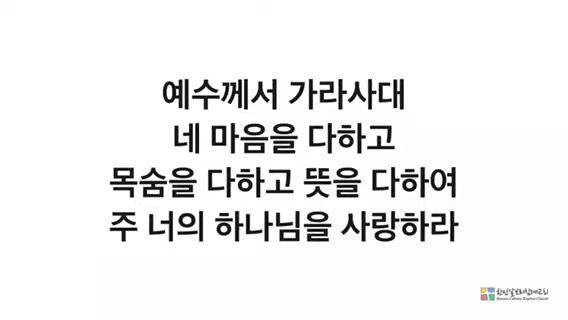 예수께서 가라사대
네 마음을 다하고
목숨을 다하고 뜻을 다하여
주 너의 하나님을 사랑하라